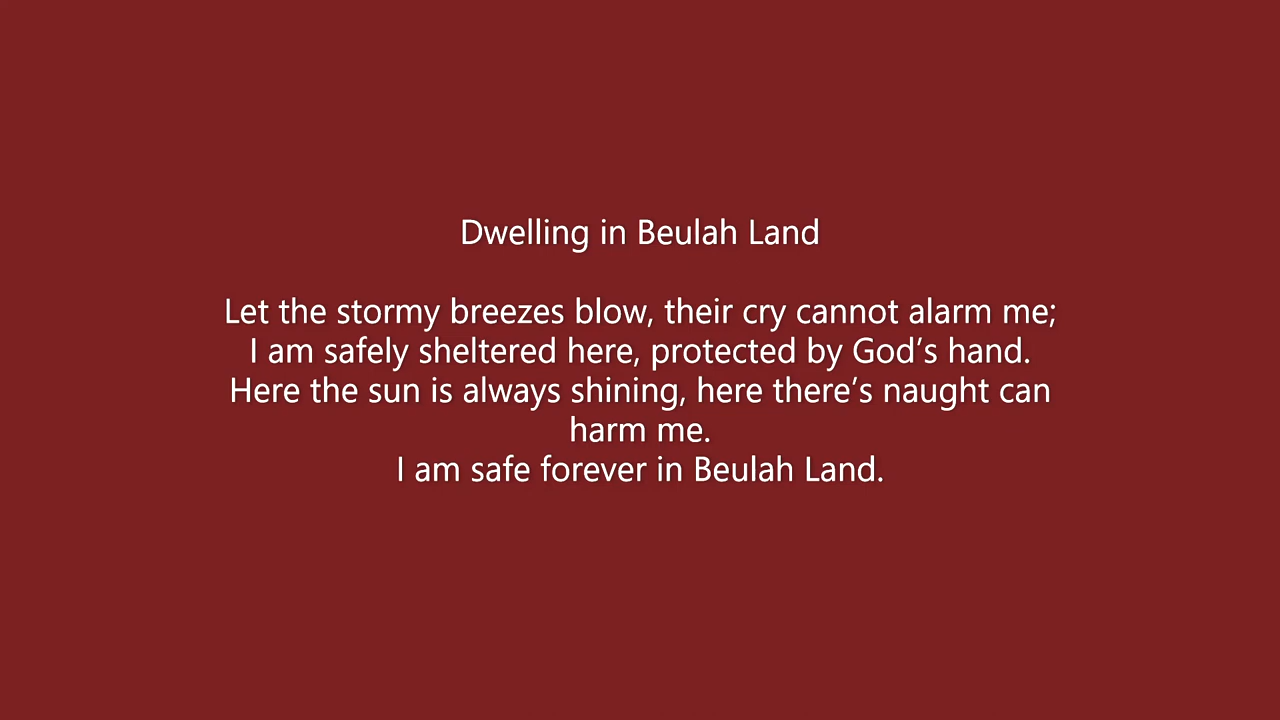 Dwelling in Beulah Land
Let the stormy breezes blow, their cry cannot alarm me;
I am safely sheltered here, protected by God’s hand.
Here the sun is always shining, here there’s naught can
harm me.
I am safe forever in Beulah Land.